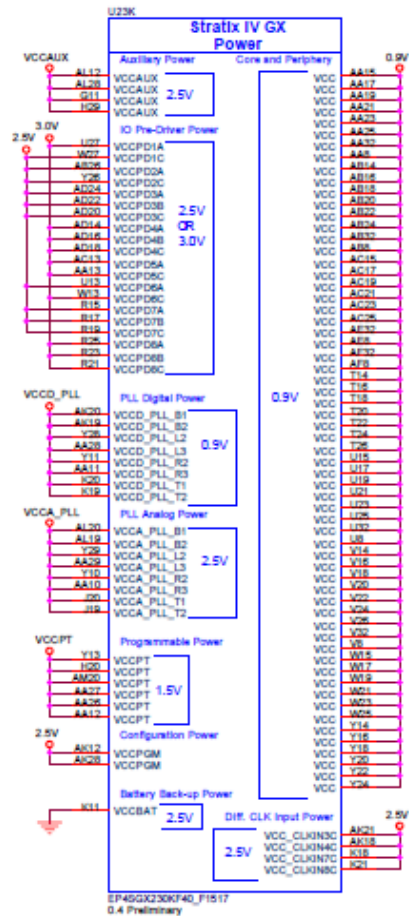 U23K
Stratix IV GX
Power
Auxiliary Power
Core and Periphery
VCCAUX
AL12 VCCAUX
AL28 VCCAUX
G11 VCCAUX
H29 VCCAUX
2.5V
IO Pre-Driver Power
2.5V
3.0V
U27 VCCPD1A
W27 VCCPD1C
AB26 VCCPD2A
Y26 VCCPD2C
AD24 VCCPD3A
AD22 VCCPD3B
AD20 VCCPD3C
AD14 VCCPD4A
AD16 VCCPD4B
AD18 VCCPD4C
AC13 VCCPD5A
AA13 VCCPD5C
U13 VCCPD6A
W13 VCCPD6C
R15 VCCPD7A
R17 VCCPD7B
R19 VCCPD7C
R25 VCCPD8A
R23 VCCPD8B
R21 VCCPD8C
2.5V
OR
3.0V
VCCD_PLL
PLL Digital Power
AK20 VCCD_PLL_B1
AK19 VCCD_PLL_B2
Y28 VCCD_PLL_L2
AA28 VCCD_PLL_L3
Y11 VCCD_PLL_R2
AA11 VCCD_PLL_R3
K20 VCCD_PLL_T1
K19 VCCD_PLL_T2
0.9V
VCCA_PLL
PLL Analog Power
AL20 VCCA_PLL_B1
AL19 VCCA_PLL_B2
Y29 VCCA_PLL_L2
AA29 VCCA_PLL_L3
Y10 VCCA_PLL_R2
AA10 VCCA_PLL_R3
J20 VCCA_PLL_T1
J19 VCCA_PLL_T2
2.5V
VCCPT
Programmable Power
Y13 VCCPT
H20 VCCPT
AM20 VCCPT
AA27 VCCPT
AA26 VCCPT
AA12 VCCPT
1.5V
2.5V
Configuration Power
AK12 VCCPGM
AK28 VCCPGM
Battery Back-up Power
K11 VCCBAT
2.5V
0.9V
0.9V
VCC AA15
VCC AA17
VCC AA19
VCC AA21
VCC AA23
VCC AA25
VCC AA32
VCC AA8
VCC AB14
VCC AB16
VCC AB18
VCC AB20
VCC AB22
VCC AB24
VCC AB32
VCC AB8
VCC AC15
VCC AC17
VCC AC19
VCC AC21
VCC AC23
VCC AC25
VCC AE32
VCC AE8
VCC AF32
VCC AF8
VCC T14
VCC T16
VCC T18
VCC T20
VCC T22
VCC T24
VCC T26
VCC U15
VCC U17
VCC U19
VCC U21
VCC U23
VCC U25
VCC U32
VCC U8
VCC V14
VCC V16
VCC V18
VCC V20
VCC V22
VCC V24
VCC V26
VCC V32
VCC V8
VCC W15
VCC W17
VCC W19
VCC W21
VCC W23
VCC W25
VCC Y14
VCC Y16
VCC Y18
VCC Y20
VCC Y22
VCC Y24
Diff. CLK Input Power
2.5V
2.5V
VCC_CLKIN3C AK21
VCC_CLKIN4C AK18
VCC_CLKIN7C K18
VCC_CLKIN8C K21
EP4SGX230KF40_F1517
0.4 Preliminary